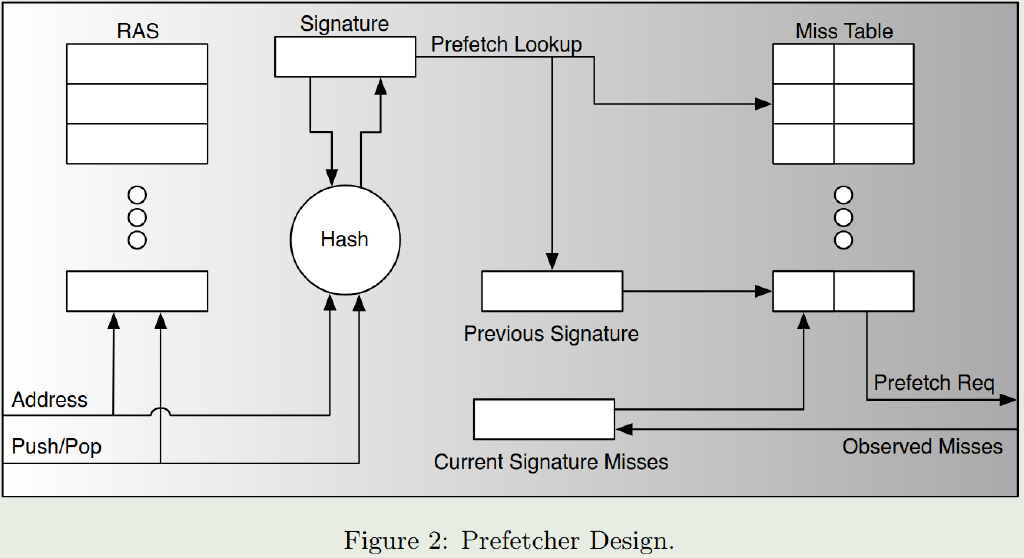 RAS
Signature
Prefetch Lookup
Miss Table
Hash
Previous Signature
Address
Prefetch Req
Push/Pop
Observed Misses
Current Signature Misses
Figure 2: Prefetcher Design.